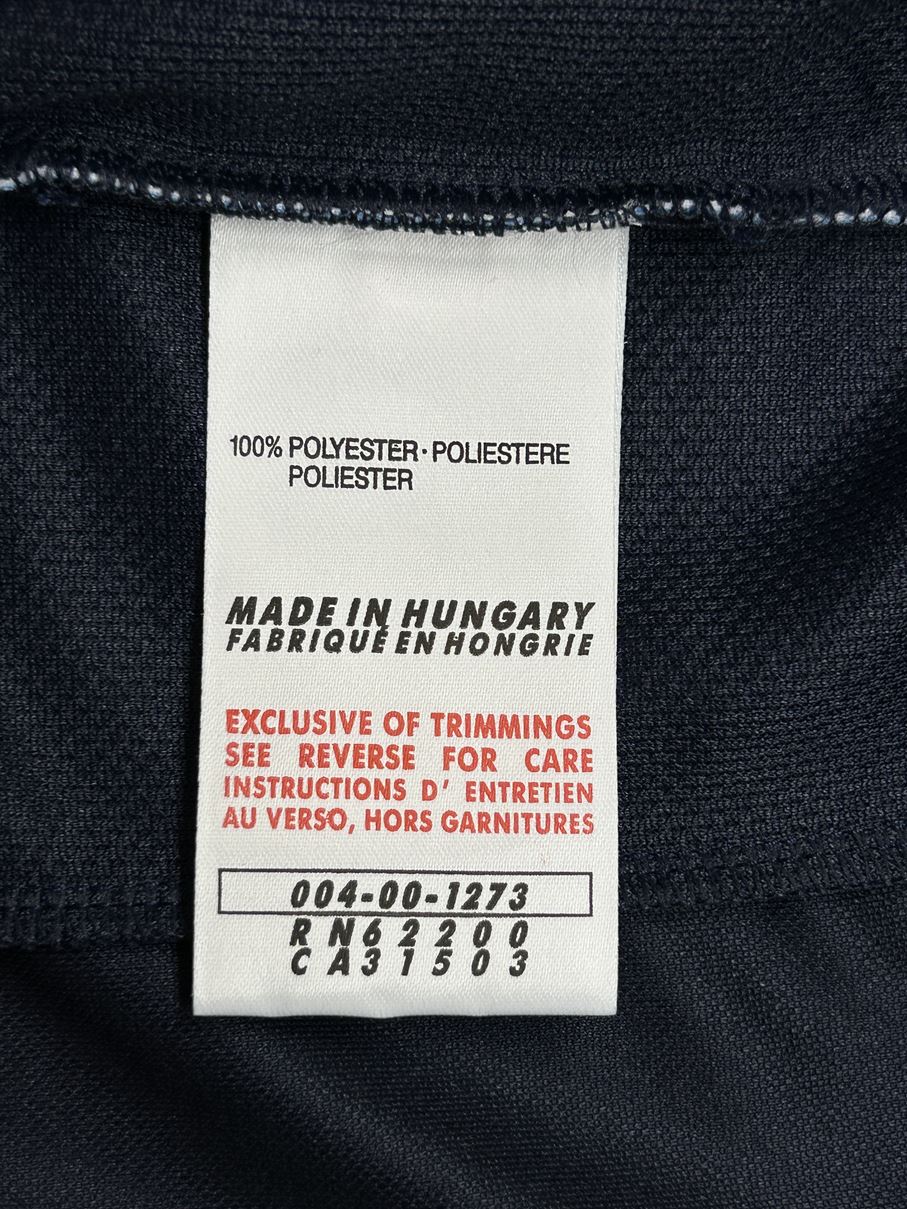 100% POLYESTER · POLIESTERE
POLIESTER
MADE IN HUNGARY
FABRIQUÉ EN HONGRIE
EXCLUSIVE OF TRIMMINGS
SEE REVERSE FOR CARE
INSTRUCTIONS D' ENTRETIEN
AU VERSO, HORS GARNITURES
004-00-1273
RN62200
CA31503